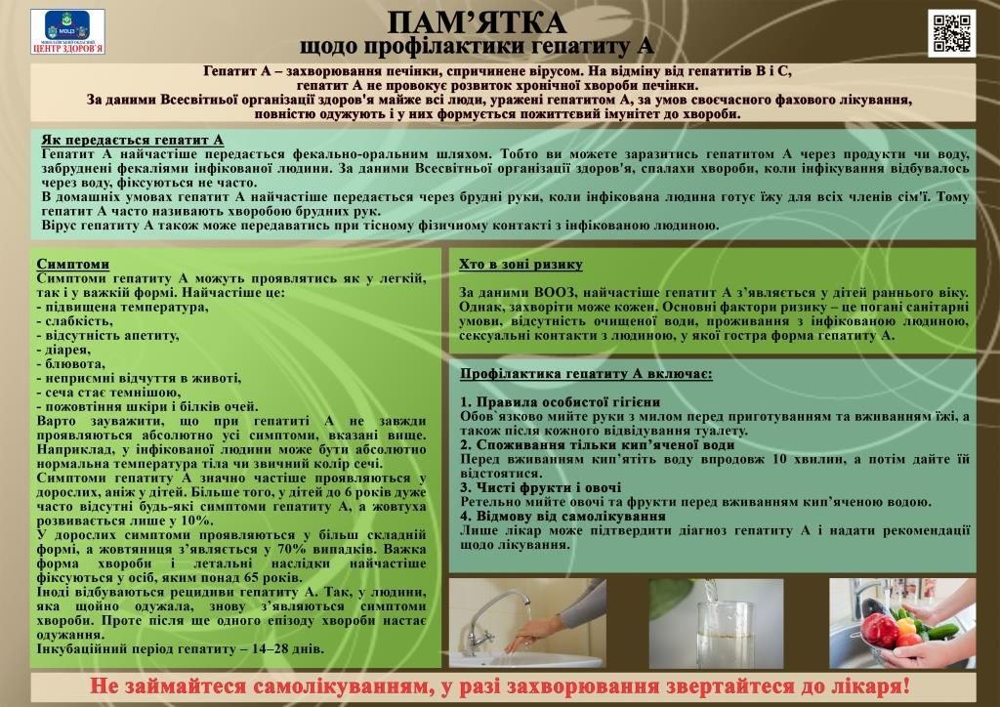 МОЦЗ
МИКОЛАЇВСЬКИЙ ОБЛАСНИЙ
ЦЕНТР ЗДОРОВ'Я
ПАМ’ЯТКА
щодо профілактики гепатиту А
Гепатит А – захворювання печінки, спричинене вірусом. На відміну від гепатитів В і С,
гепатит А не провокує розвиток хронічної хвороби печінки.
За даними Всесвітньої організації здоров'я майже всі люди, уражені гепатитом А, за умов своєчасного фахового лікування,
повністю одужують і у них формується пожиттєвий імунітет до хвороби.
Як передається гепатит А
Гепатит А найчастіше передається фекально-оральним шляхом. Тобто ви можете заразитись гепатитом А через продукти чи воду,
забруднені фекаліями інфікованої людини. За даними Всесвітньої організації здоров'я, спалахи хвороби, коли інфікування відбувалось
через воду, фіксуються не часто.
В домашніх умовах гепатит А найчастіше передається через брудні руки, коли інфікована людина готує їжу для всіх членів сім'ї. Тому
гепатит А часто називають хворобою брудних рук.
Вірус гепатиту А також може передаватись при тісному фізичному контакті з інфікованою людиною.
Симптоми
Симптоми гепатиту А можуть проявлятись як у легкій,
так і у важкій формі. Найчастіше це:
- підвищена температура,
- слабкість,
- відсутність апетиту,
- діарея,
- блювота,
- неприємні відчуття в животі,
- сеча стає темнішою,
- пожовтіння шкіри і білків очей.
Варто зауважити, що при гепатиті А не завжди
проявляються абсолютно усі симптоми, вказані вище.
Наприклад, у інфікованої людини може бути абсолютно
нормальна температура тіла чи звичний колір сечі.
Симптоми гепатиту А значно частіше проявляються у
дорослих, аніж у дітей. Більше того, у дітей до 6 років дуже
часто відсутні будь-які симптоми гепатиту А, а жовтуха
розвивається лише у 10%.
У дорослих симптоми проявляються у більш складній
формі, а жовтяниця з’являється у 70% випадків. Важка
форма хвороби і летальні наслідки найчастіше
фіксуються у осіб, яким понад 65 років.
Іноді відбуваються рецидиви гепатиту А. Так, у людини,
яка щойно одужала, знову з’являються симптоми
хвороби. Проте після ще одного епізоду хвороби настає
одужання.
Інкубаційний період гепатиту – 14–28 днів.
Хто в зоні ризику
За даними ВООЗ, найчастіше гепатит А з’являється у дітей раннього віку.
Однак, захворіти може кожен. Основні фактори ризику – це погані санітарні
умови, відсутність очищеної води, проживання з інфікованою людиною,
сексуальні контакти з людиною, у якої гостра форма гепатиту А.
Профілактика гепатиту А включає:
1. Правила особистої гігієни
Обов`язково мийте руки з милом перед приготуванням та вживанням їжі, а
також після кожного відвідування туалету.
2. Споживання тільки кип’яченої води
Перед вживанням кип’ятіть воду впродовж 10 хвилин, а потім дайте їй
відстоятися.
3. Чисті фрукти і овочі
Ретельно мийте овочі та фрукти перед вживанням кип’яченою водою.
4. Відмову від самолікування
Лише лікар може підтвердити діагноз гепатиту А і надати рекомендації
щодо лікування.
Не займайтеся самолікуванням, у разі захворювання звертайтеся до лікаря!